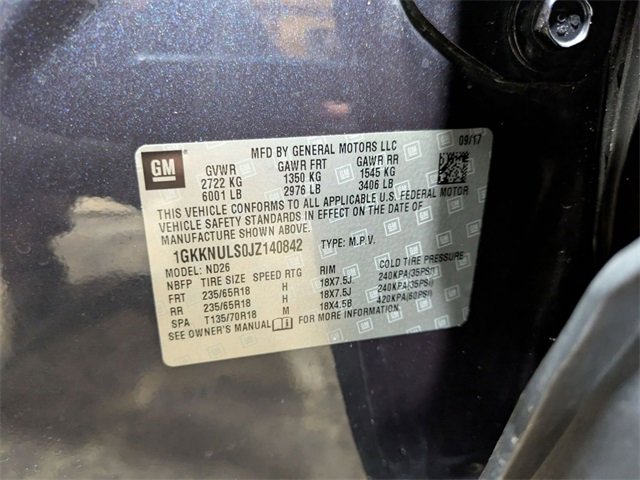 MFD BY GENERAL MOTORS LLC 09/17
GM GVWR GAWR FRT GAWR RR
2722 KG 1350 KG 1545 KG
6001 LB 2976 LB 3406 LB
THIS VEHICLE CONFORMS TO ALL APPLICABLE U.S. FEDERAL MOTOR
VEHICLE SAFETY STANDARDS IN EFFECT ON THE DATE OF
MANUFACTURE SHOWN ABOVE.
1GKKNULS0JZ140842 TYPE: M.P.V.
MODEL: ND26
NBFP TIRE SIZE SPEED RTG RIM COLD TIRE PRESSURE
FRT 235/65R18 H 18X7.5J 240KPA(35PSI)
RR 235/65R18 H 18X7.5J 240KPA(35PSI)
SPA T135/70R18 M 18X4.5B 420KPA(60PSI)
SEE OWNER'S MANUAL FOR MORE INFORMATION